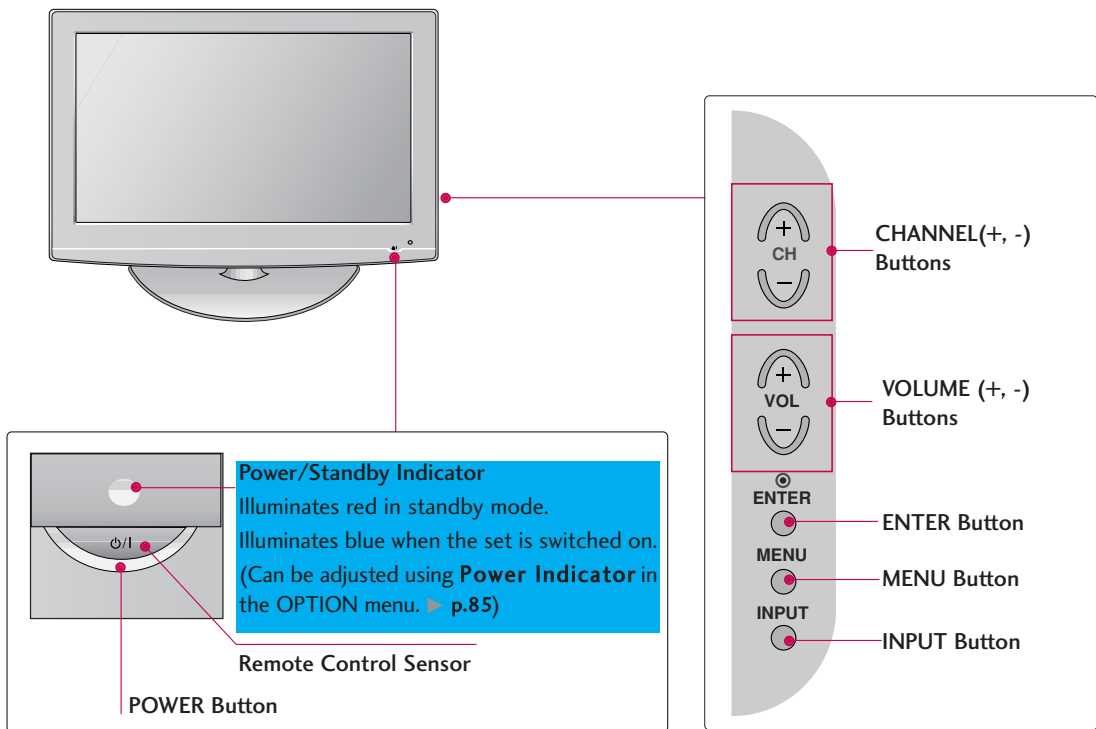 CH
CHANNEL(+, -)
Buttons
VOL
VOLUME (+, -)
Buttons
ENTER
ENTER Button
MENU
MENU Button
INPUT
INPUT Button
Power/Standby Indicator
Illuminates red in standby mode.
Illuminates blue when the set is switched on.
(Can be adjusted using Power Indicator in
the OPTION menu. ▶ p.85)
⏻/I
Remote Control Sensor
POWER Button